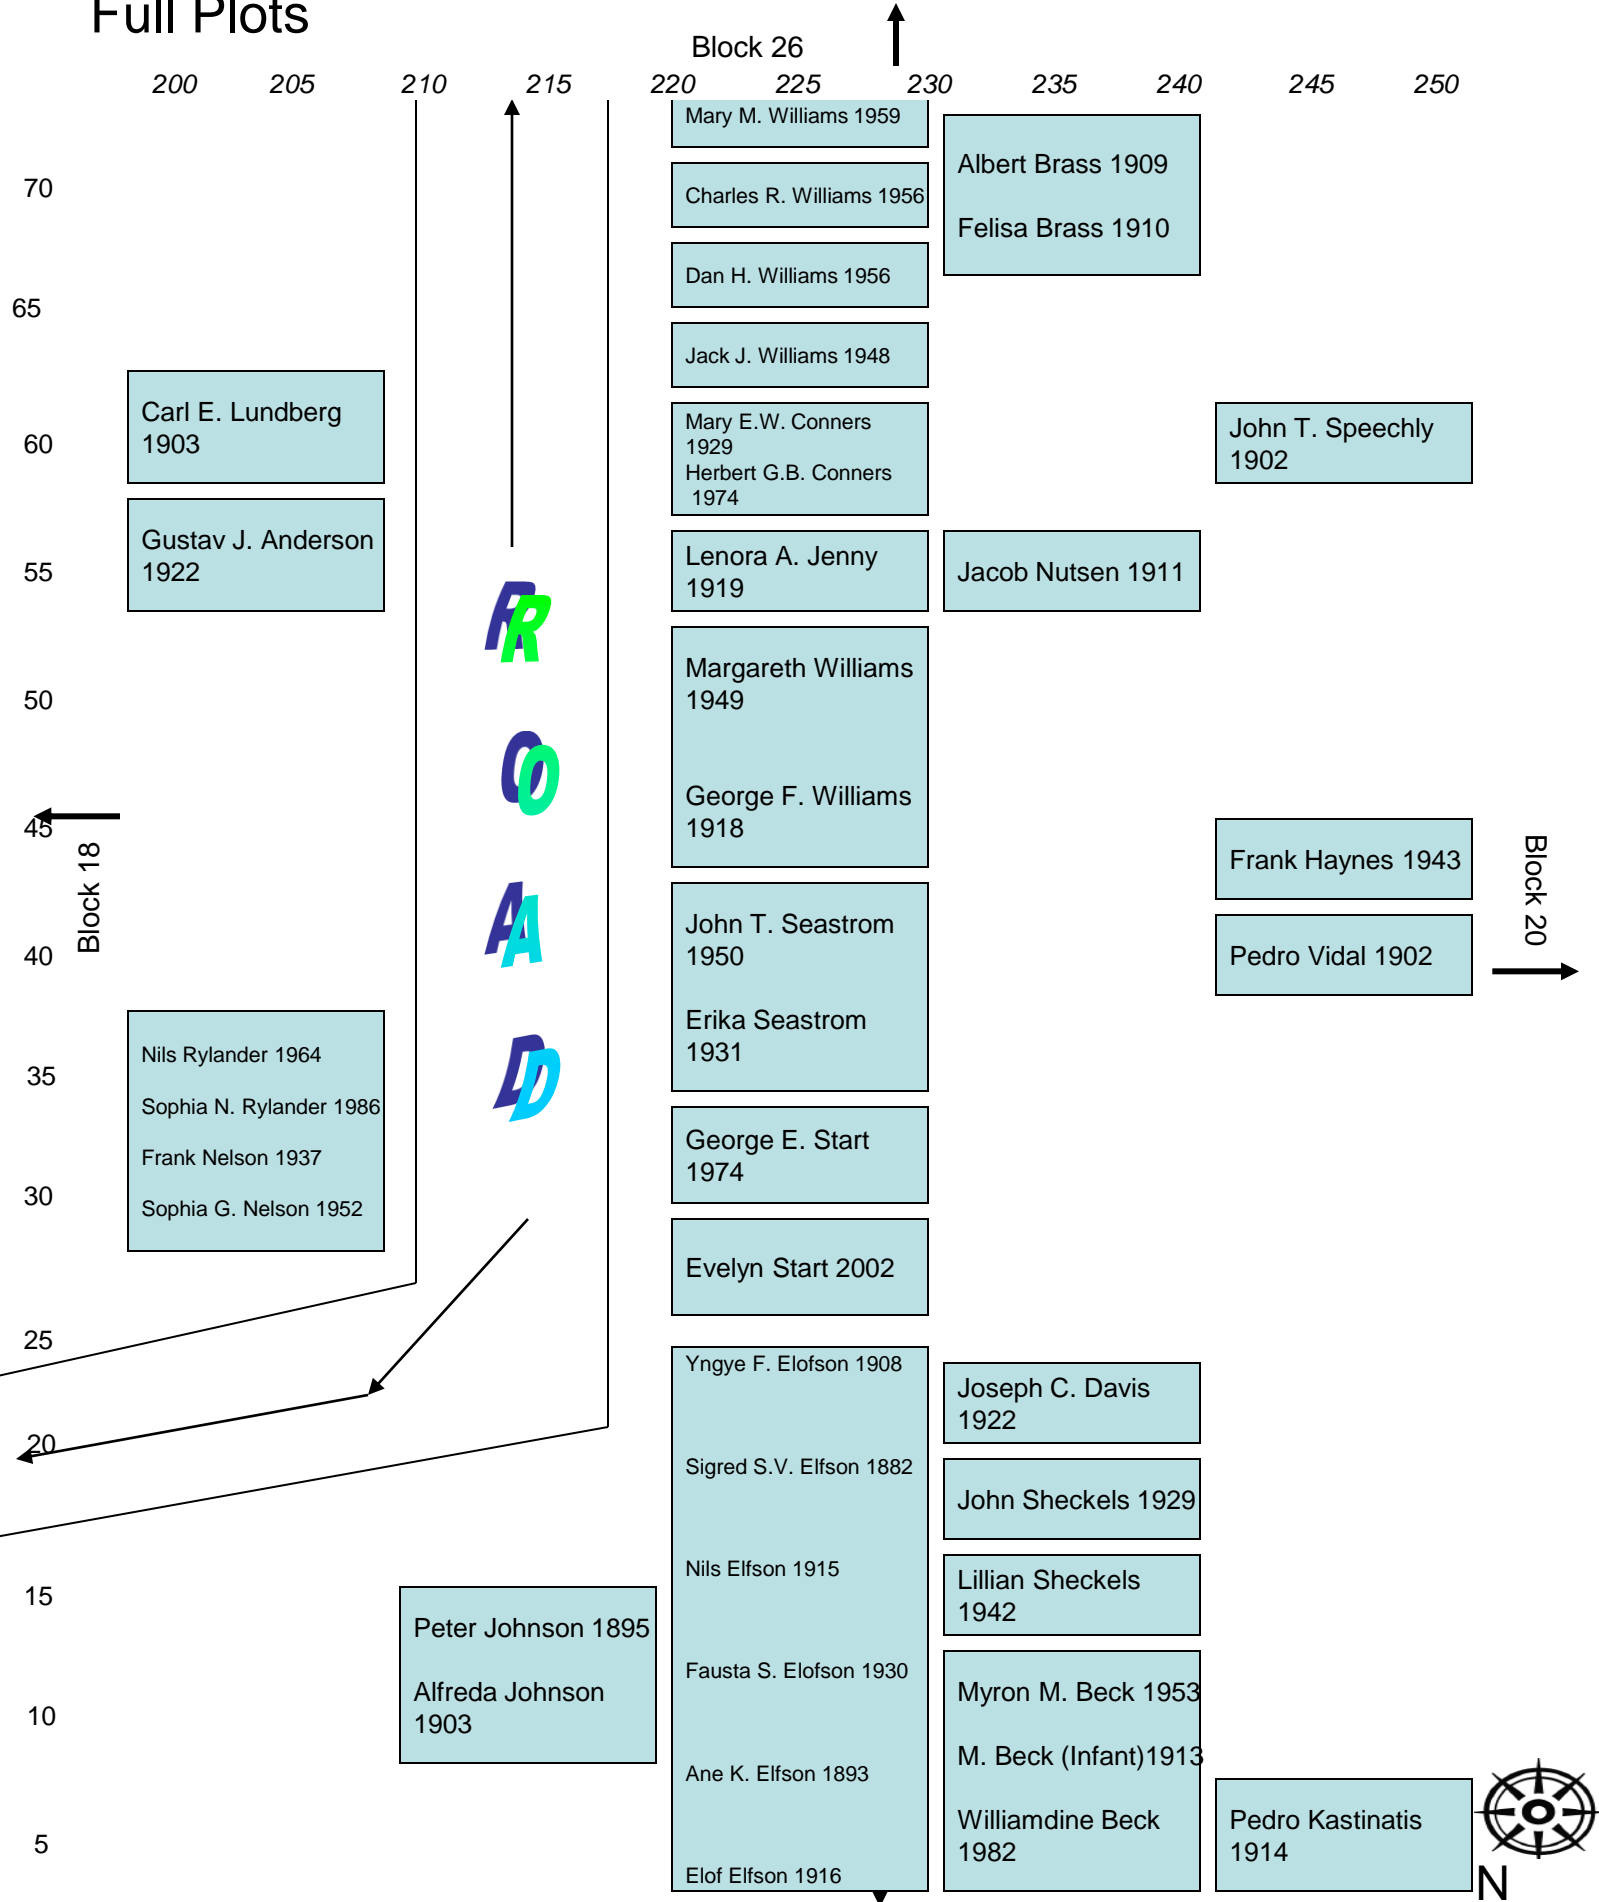 Full Plots
Block 26
200 205 210 215 220 225 230 235 240 245 250
Mary M. Williams 1959
Albert Brass 1909
70
Charles R. Williams 1956
Felisa Brass 1910
Dan H. Williams 1956
65
Jack J. Williams 1948
Carl E. Lundberg
1903
60
Mary E.W. Conners
1929
Herbert G.B. Conners
1974
John T. Speechly
1902
Gustav J. Anderson
1922
55
Lenora A. Jenny
1919
Jacob Nutsen 1911
ROAD
50
Margareth Williams
1949
George F. Williams
1918
45
Block 18
Frank Haynes 1943
Block 20
40
John T. Seastrom
1950
Erika Seastrom
1931
Pedro Vidal 1902
Nils Rylander 1964
35
Sophia N. Rylander 1986
Frank Nelson 1937
30
Sophia G. Nelson 1952
George E. Start
1974
Evelyn Start 2002
25
Yngye F. Elofson 1908
Joseph C. Davis
1922
20
Sigred S.V. Elfson 1882
John Sheckels 1929
Nils Elfson 1915
15
Lillian Sheckels
1942
Peter Johnson 1895
Alfreda Johnson
1903
Fausta S. Elofson 1930
Myron M. Beck 1953
10
Ane K. Elfson 1893
M. Beck (Infant)1913
5
Williamdine Beck
1982
Pedro Kastinatis
1914
Elof Elfson 1916
N